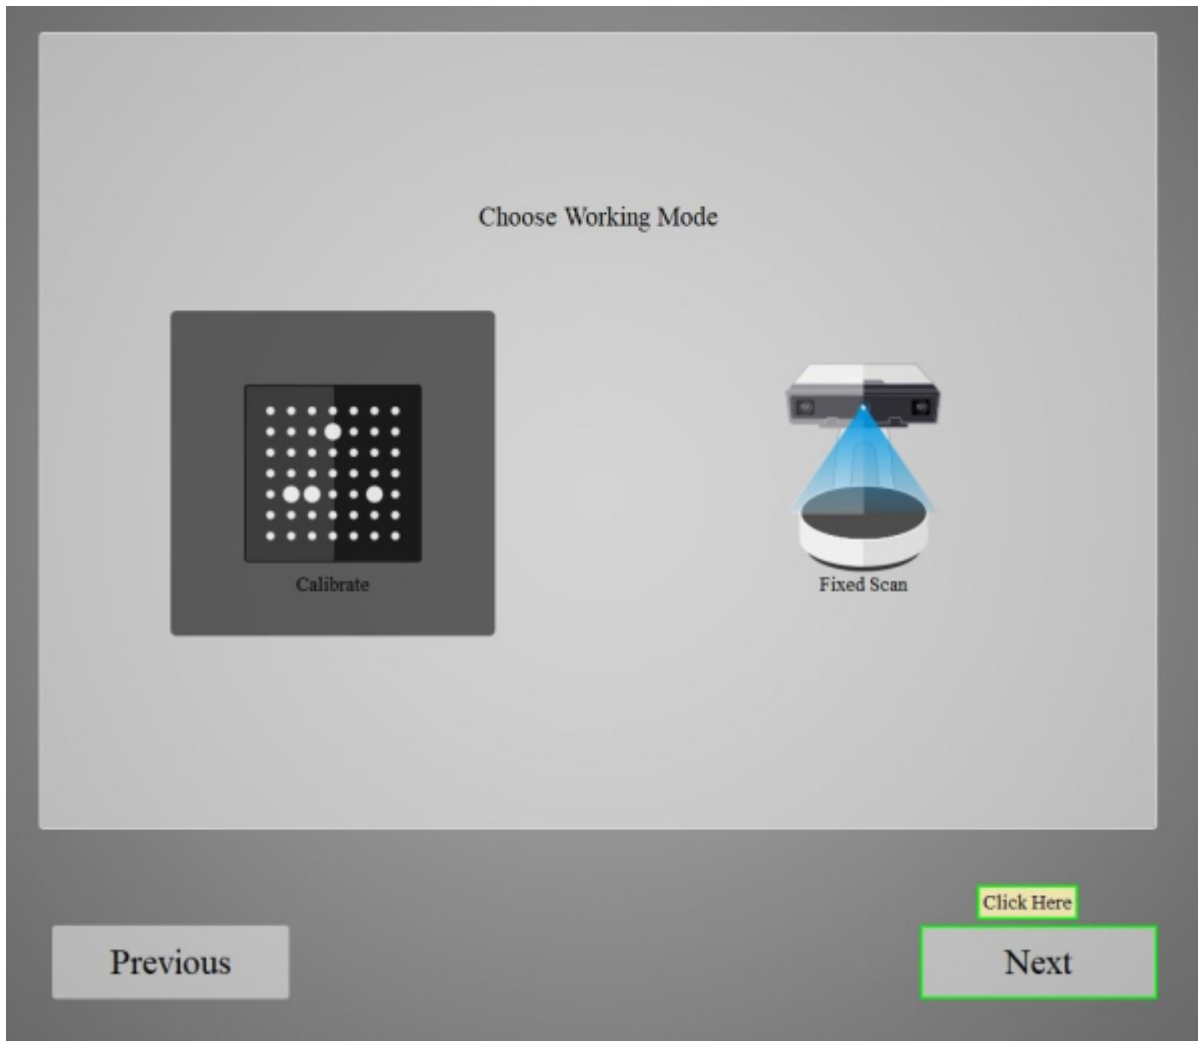 Choose Working Mode
Calibrate
Fixed Scan
Click Here
Previous
Next